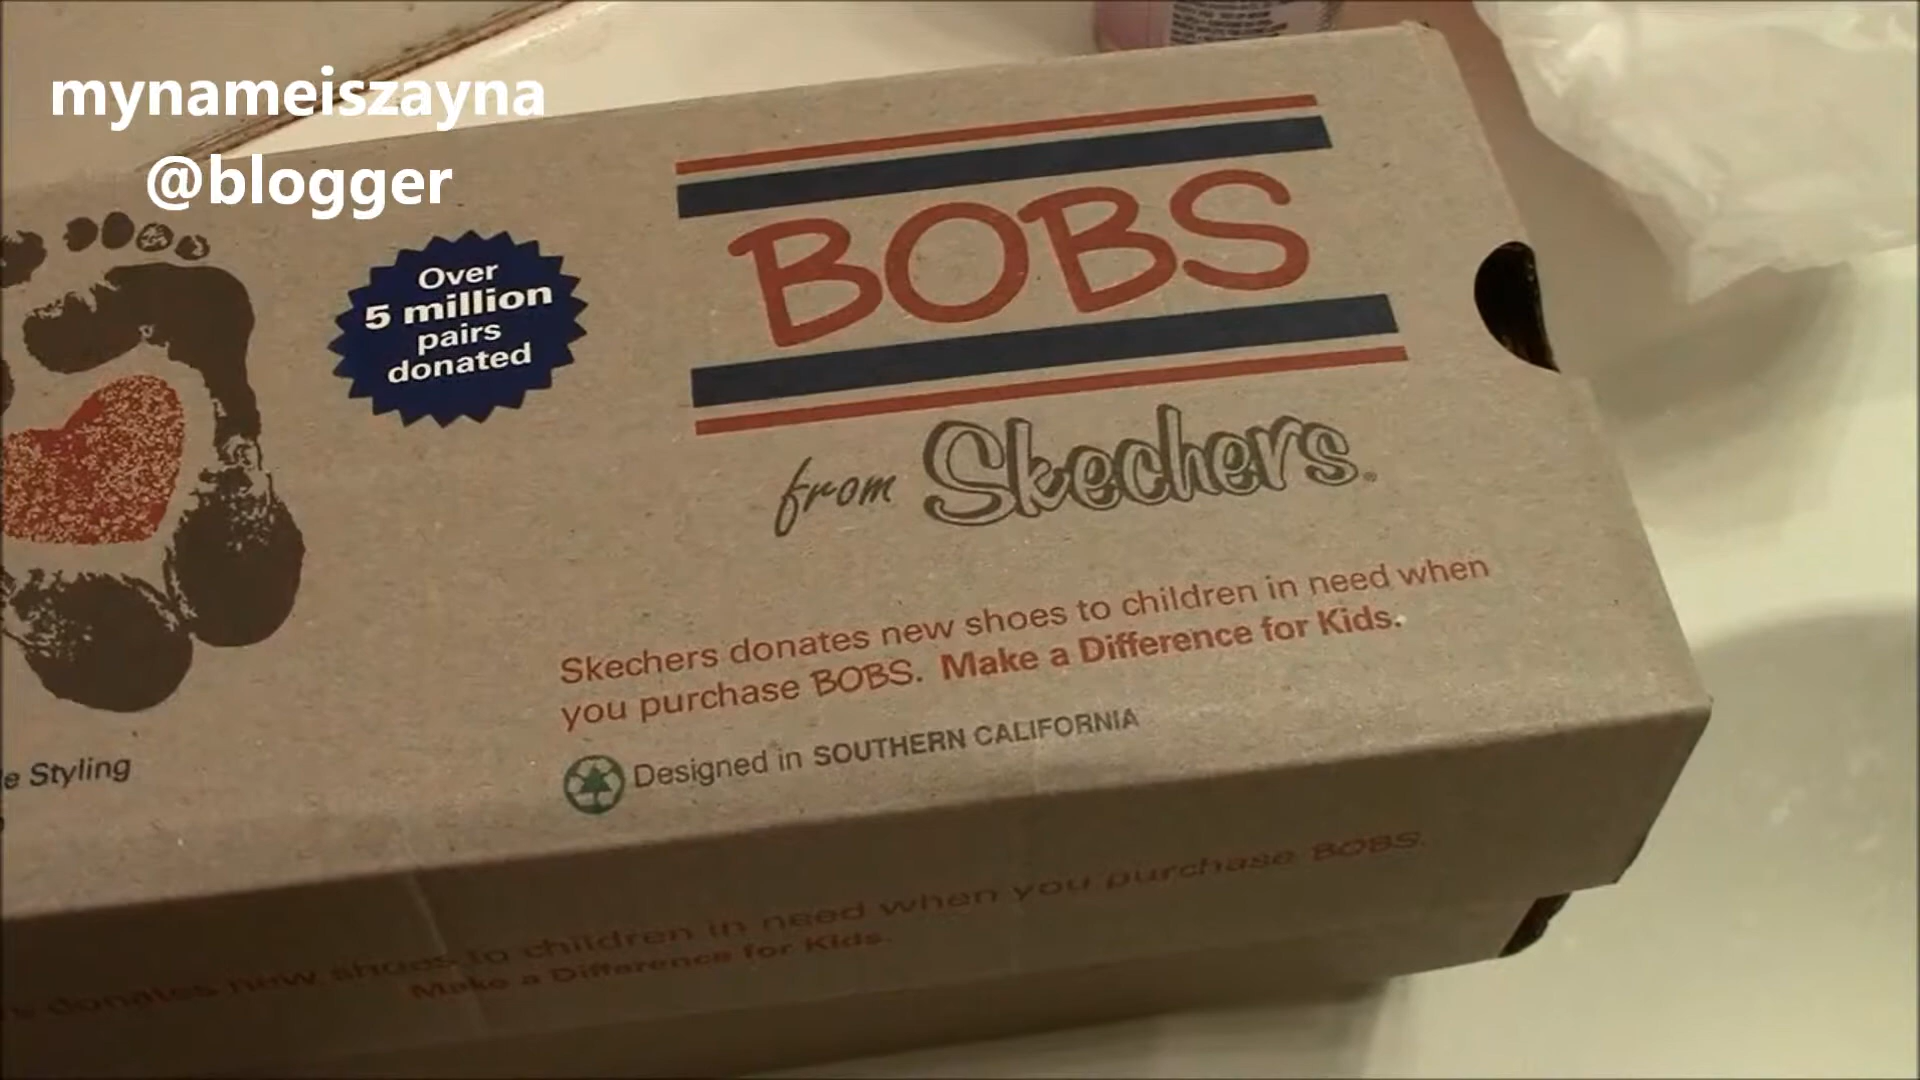 mynameiszayna
@blogger
Over
5 million
pairs
donated
BOBS
from Skechers®
Skechers donates new shoes to children in need when
you purchase BOBS. Make a Difference for Kids.
Designed in SOUTHERN CALIFORNIA
Styling
donates new shoes to children in need when you purchase BOBS.
Make a Difference for Kids.